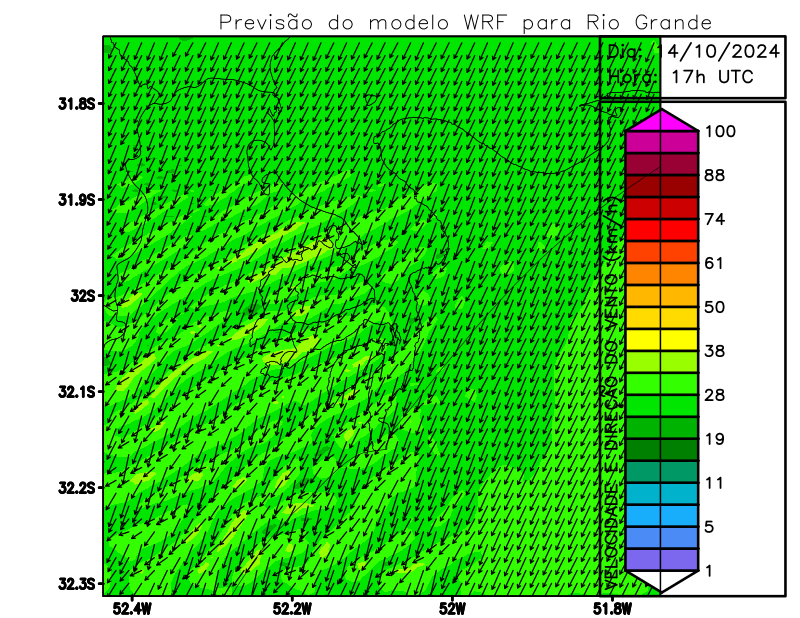 Previsão do modelo WRF para Rio Grande
Dia: 14/10/2024
Hora: 17h UTC
31.8S
31.9S
32S
32.1S
32.2S
32.3S
52.4W
52.2W
52W
51.8W
VELOCIDADE E DIREÇÃO DO VENTO (km/h)
100
88
74
61
50
38
28
19
11
5
1